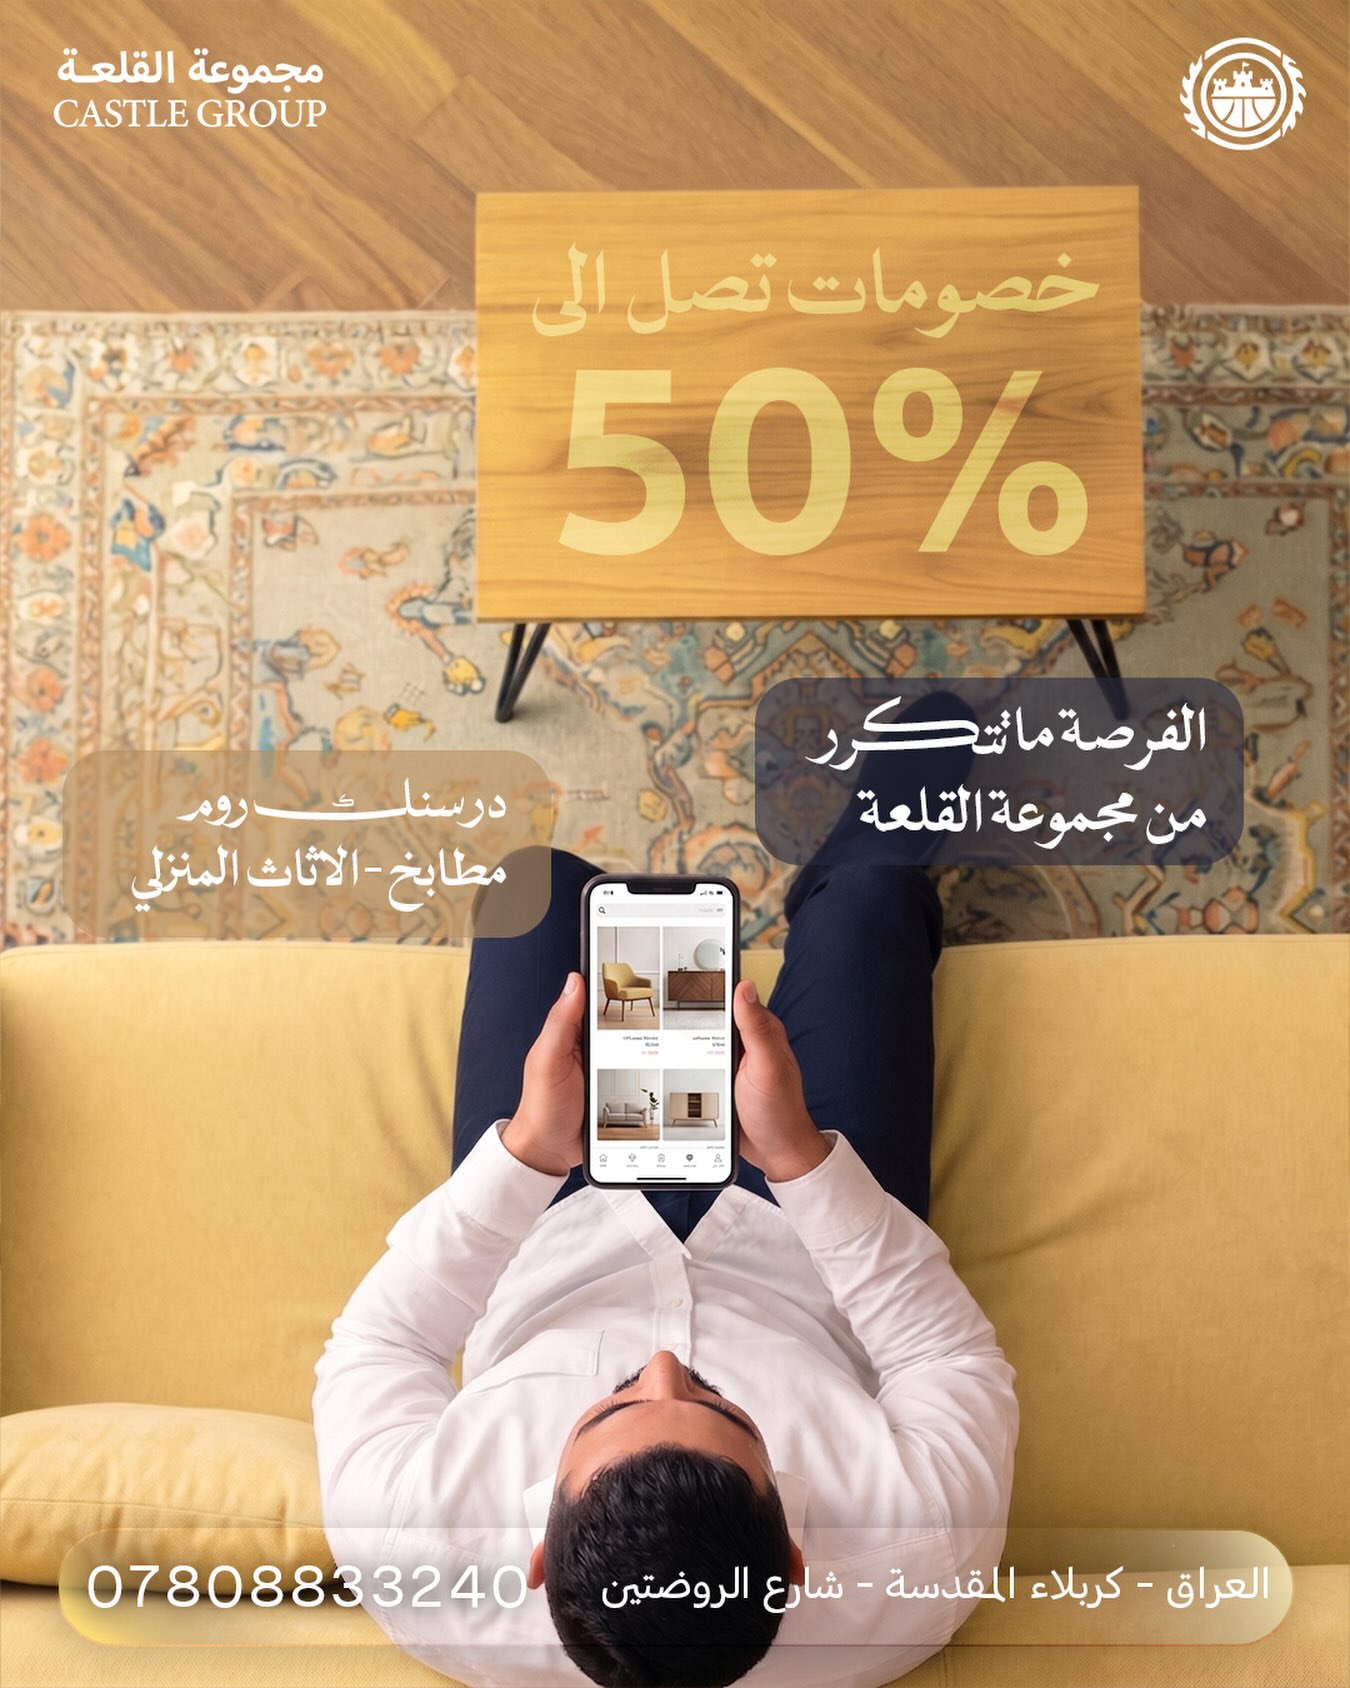 مجموعة القلعة
CASTLE GROUP
خصومات تصل الى
50%
الفرصة ماتتكرر
من مجموعة القلعة
درسنك روم
مطابخ - الاثاث المنزلي
العراق - كربلاء المقدسة - شارع الروضتين
07808833240